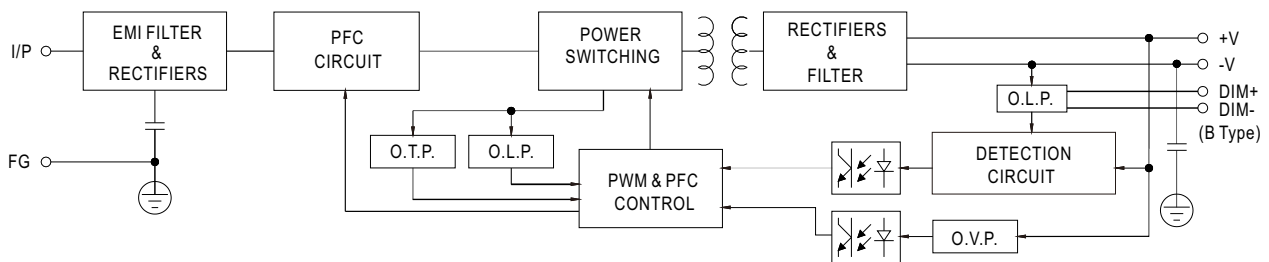 I/P
EMI FILTER
&
RECTIFIERS
PFC
CIRCUIT
POWER
SWITCHING
RECTIFIERS
&
FILTER
+V
-V
DIM+
DIM-
(B Type)
O.L.P.
FG
O.T.P.
O.L.P.
PWM & PFC
CONTROL
DETECTION
CIRCUIT
O.V.P.